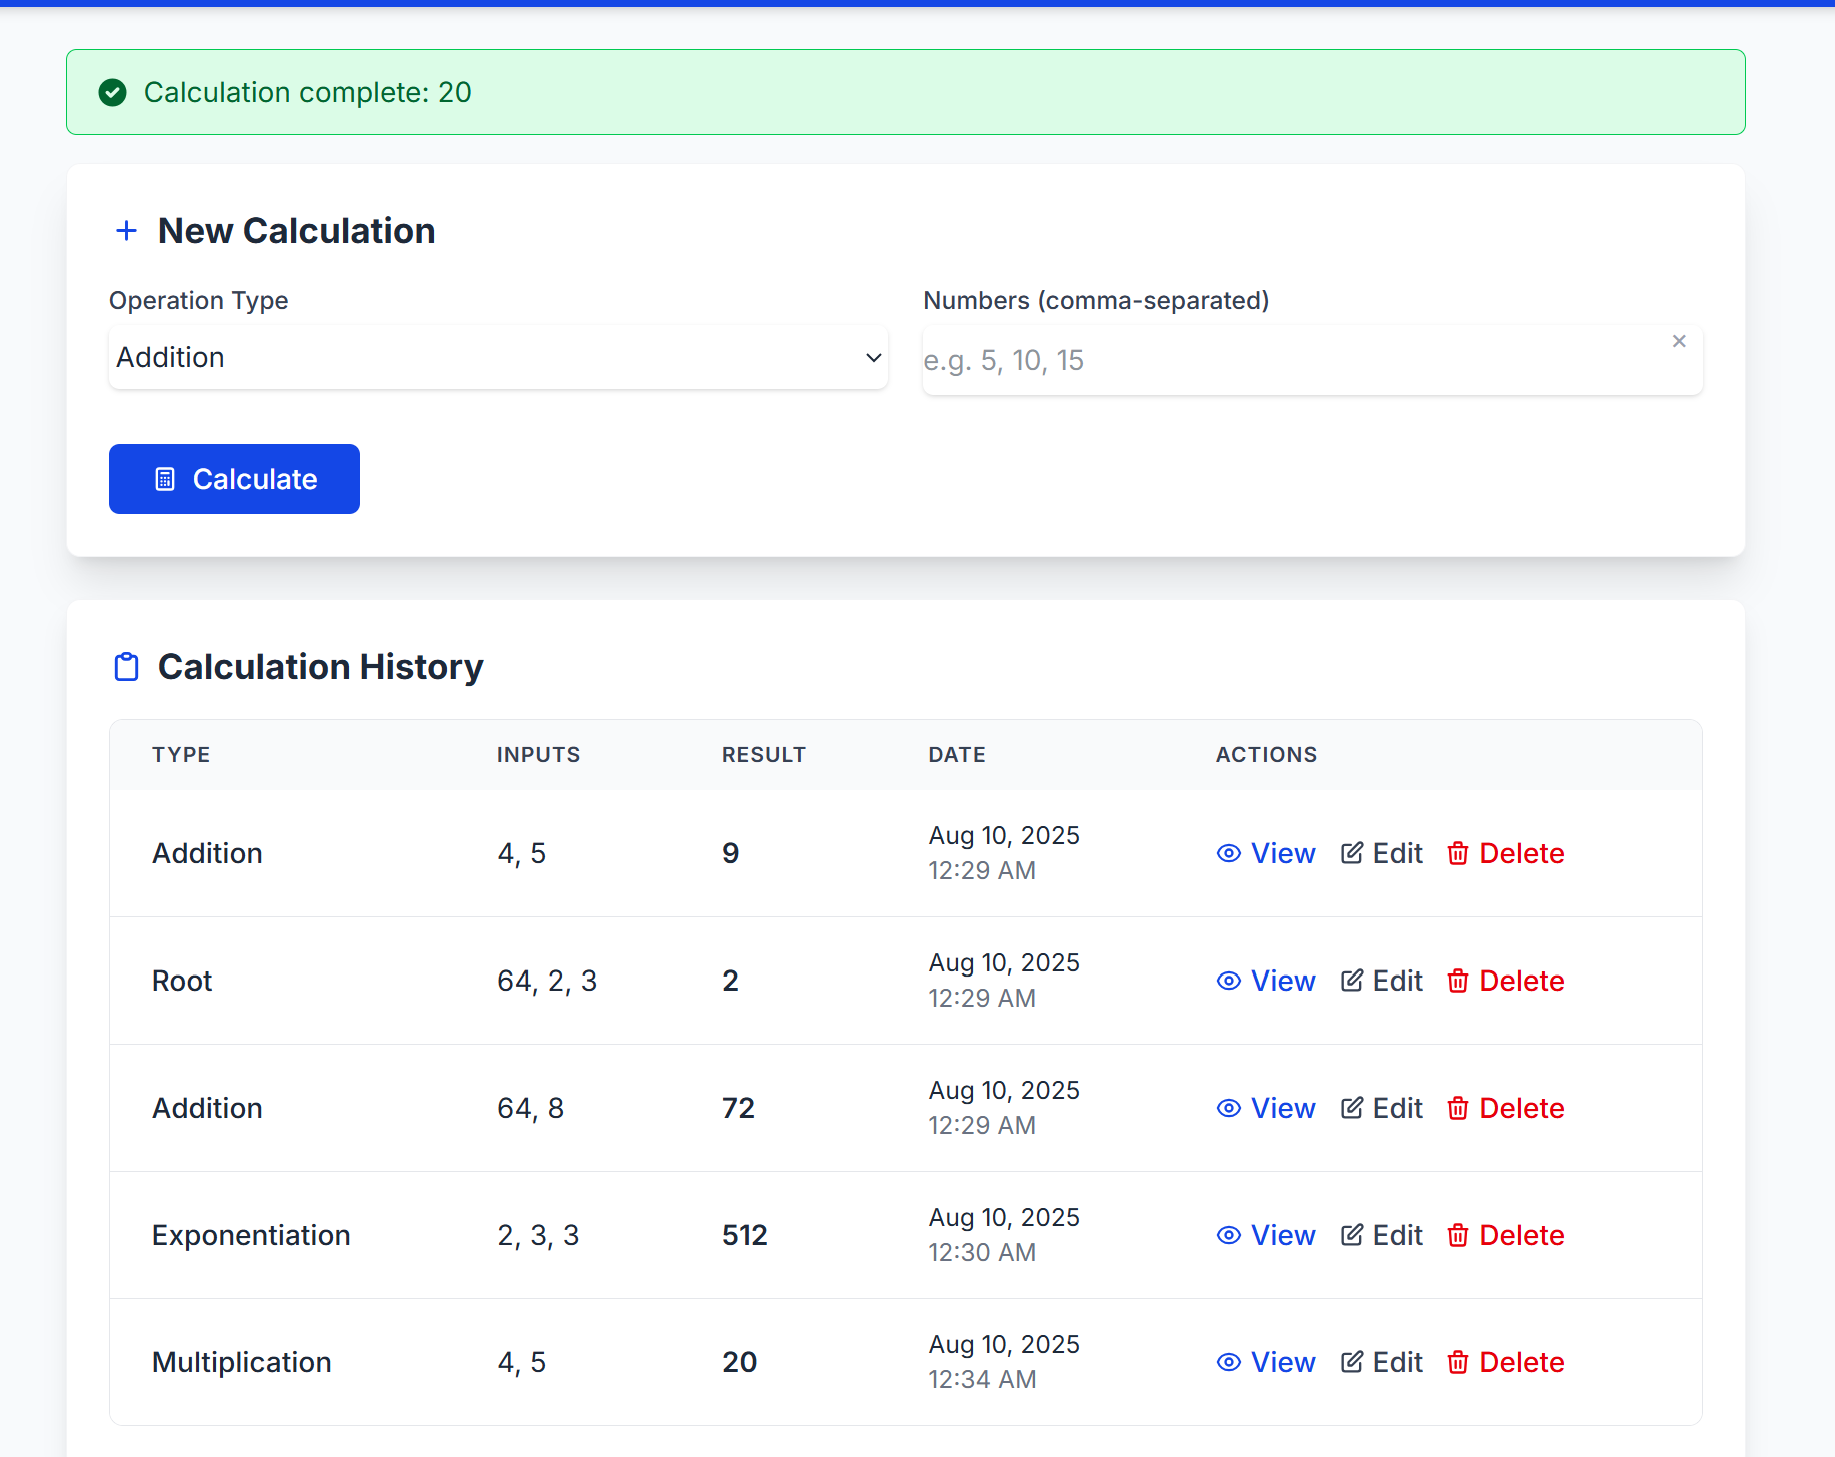 Calculation complete: 20
New Calculation
Operation Type
Numbers (comma-separated)
Addition
e.g. 5, 10, 15
×
Calculate
Calculation History
TYPE INPUTS RESULT DATE ACTIONS
Addition 4, 5 9 Aug 10, 2025 View Edit Delete
12:29 AM
Root 64, 2, 3 2 Aug 10, 2025 View Edit Delete
12:29 AM
Addition 64, 8 72 Aug 10, 2025 View Edit Delete
12:29 AM
Exponentiation 2, 3, 3 512 Aug 10, 2025 View Edit Delete
12:30 AM
Multiplication 4, 5 20 Aug 10, 2025 View Edit Delete
12:34 AM